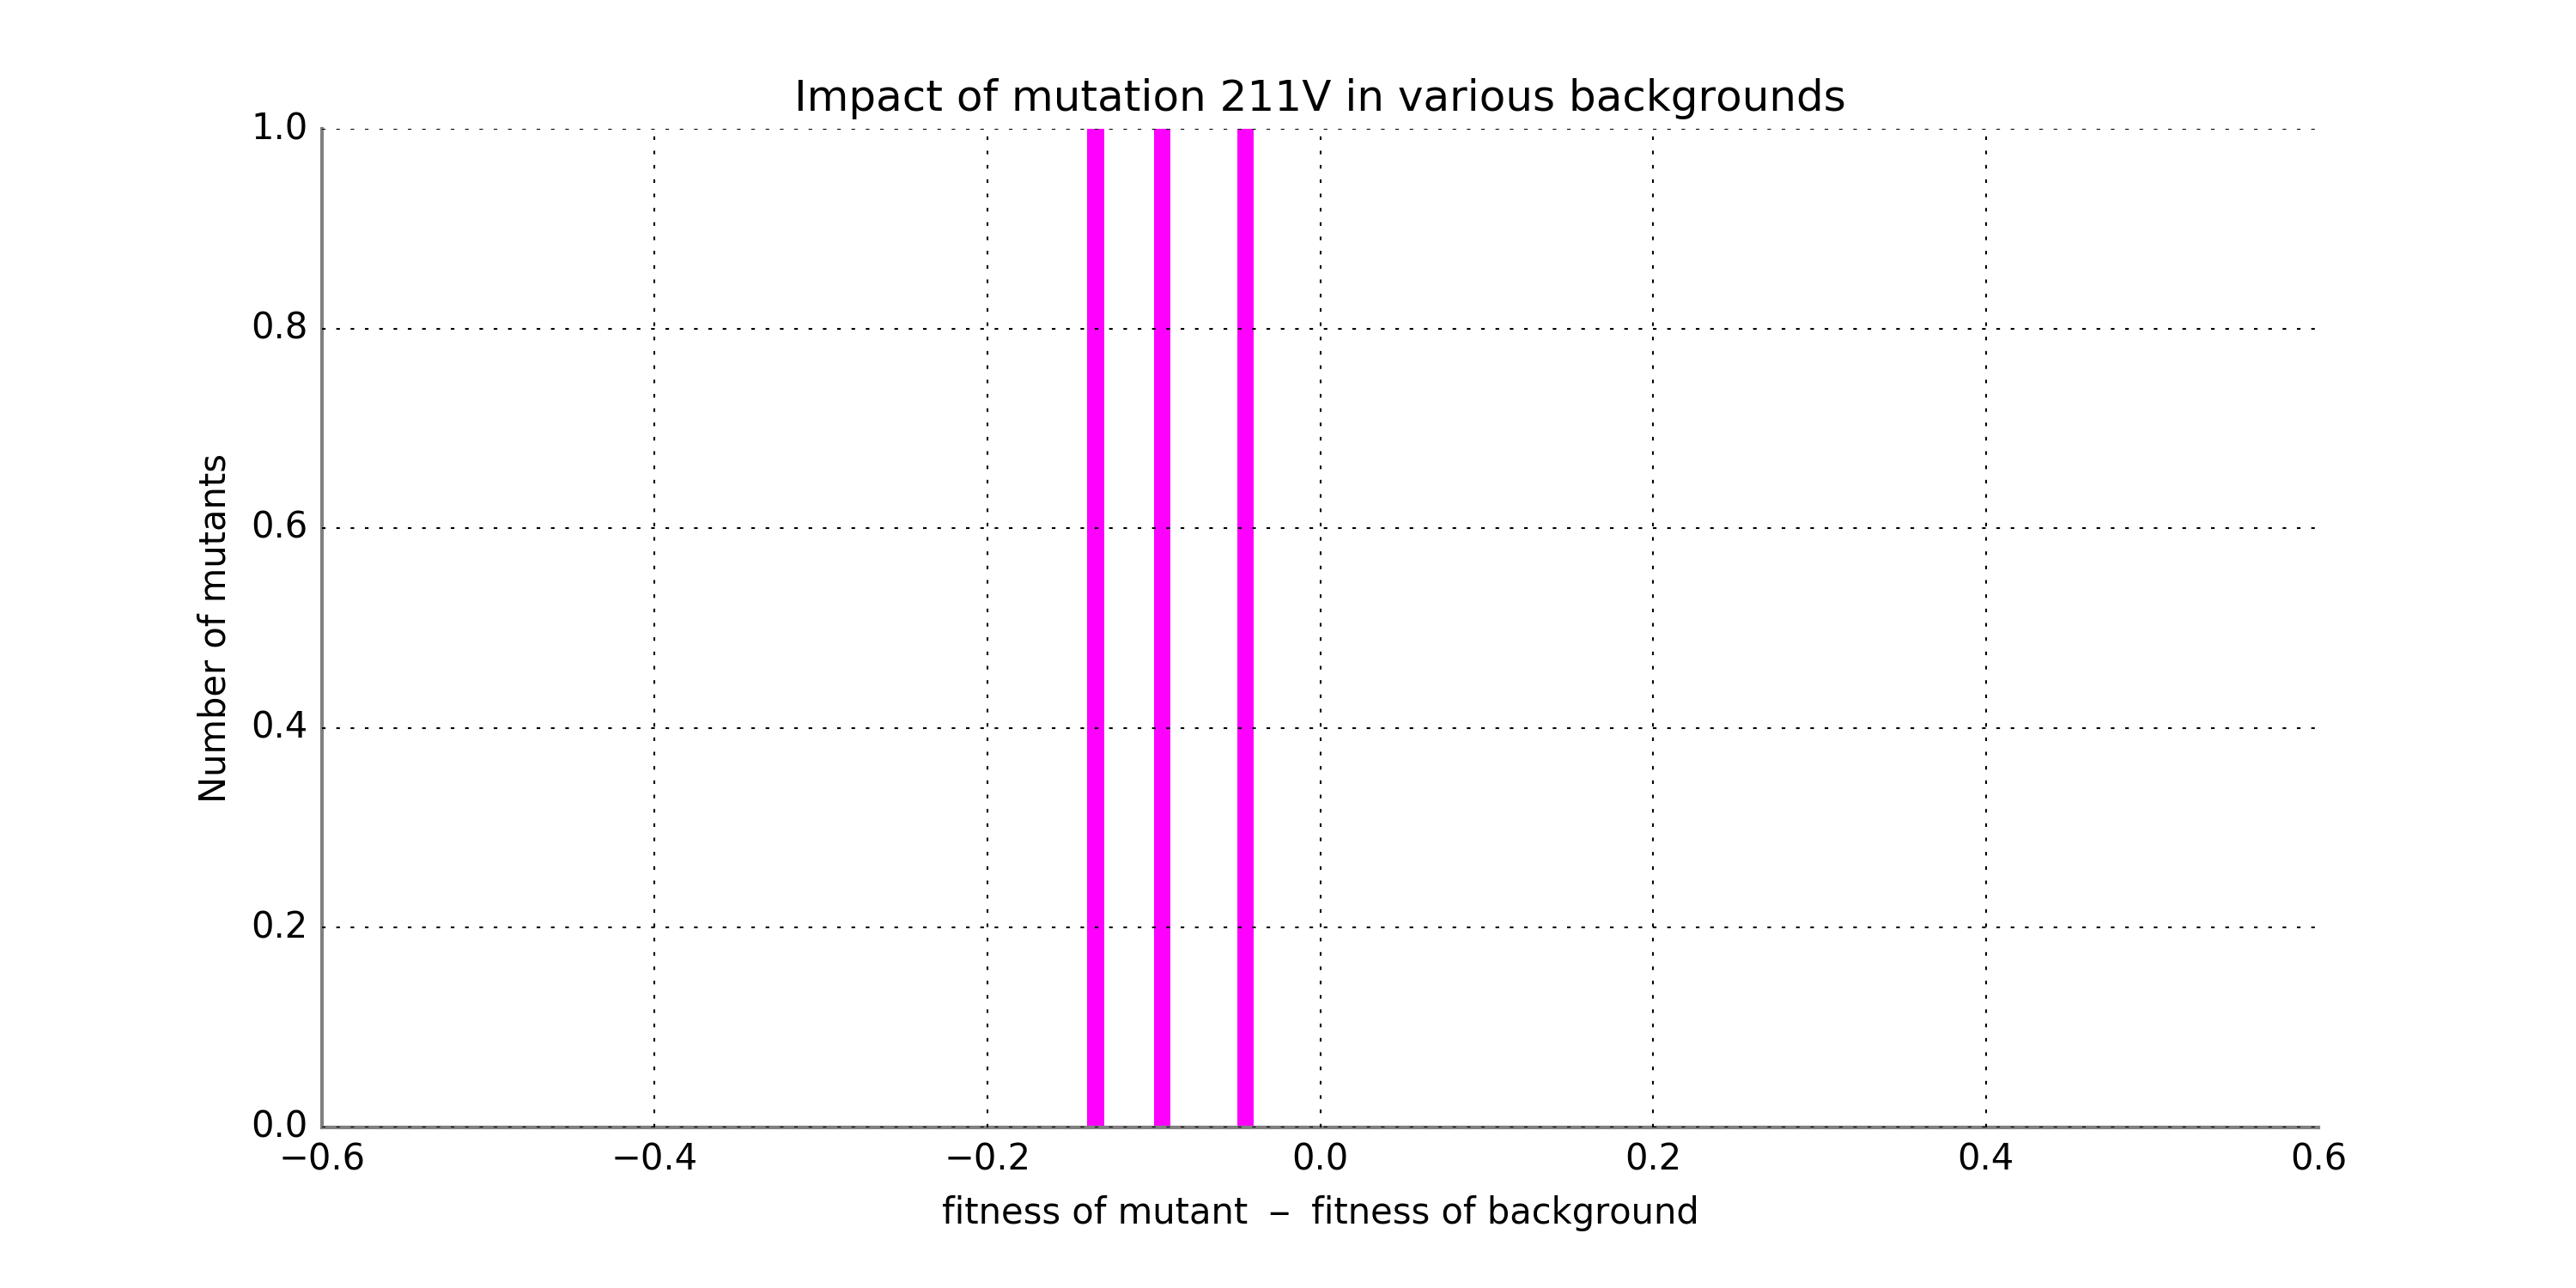 Impact of mutation 211V in various backgrounds
1.0
0.8
0.6
0.4
0.2
0.0
Number of mutants
−0.6 −0.4 −0.2 0.0 0.2 0.4 0.6
fitness of mutant − fitness of background